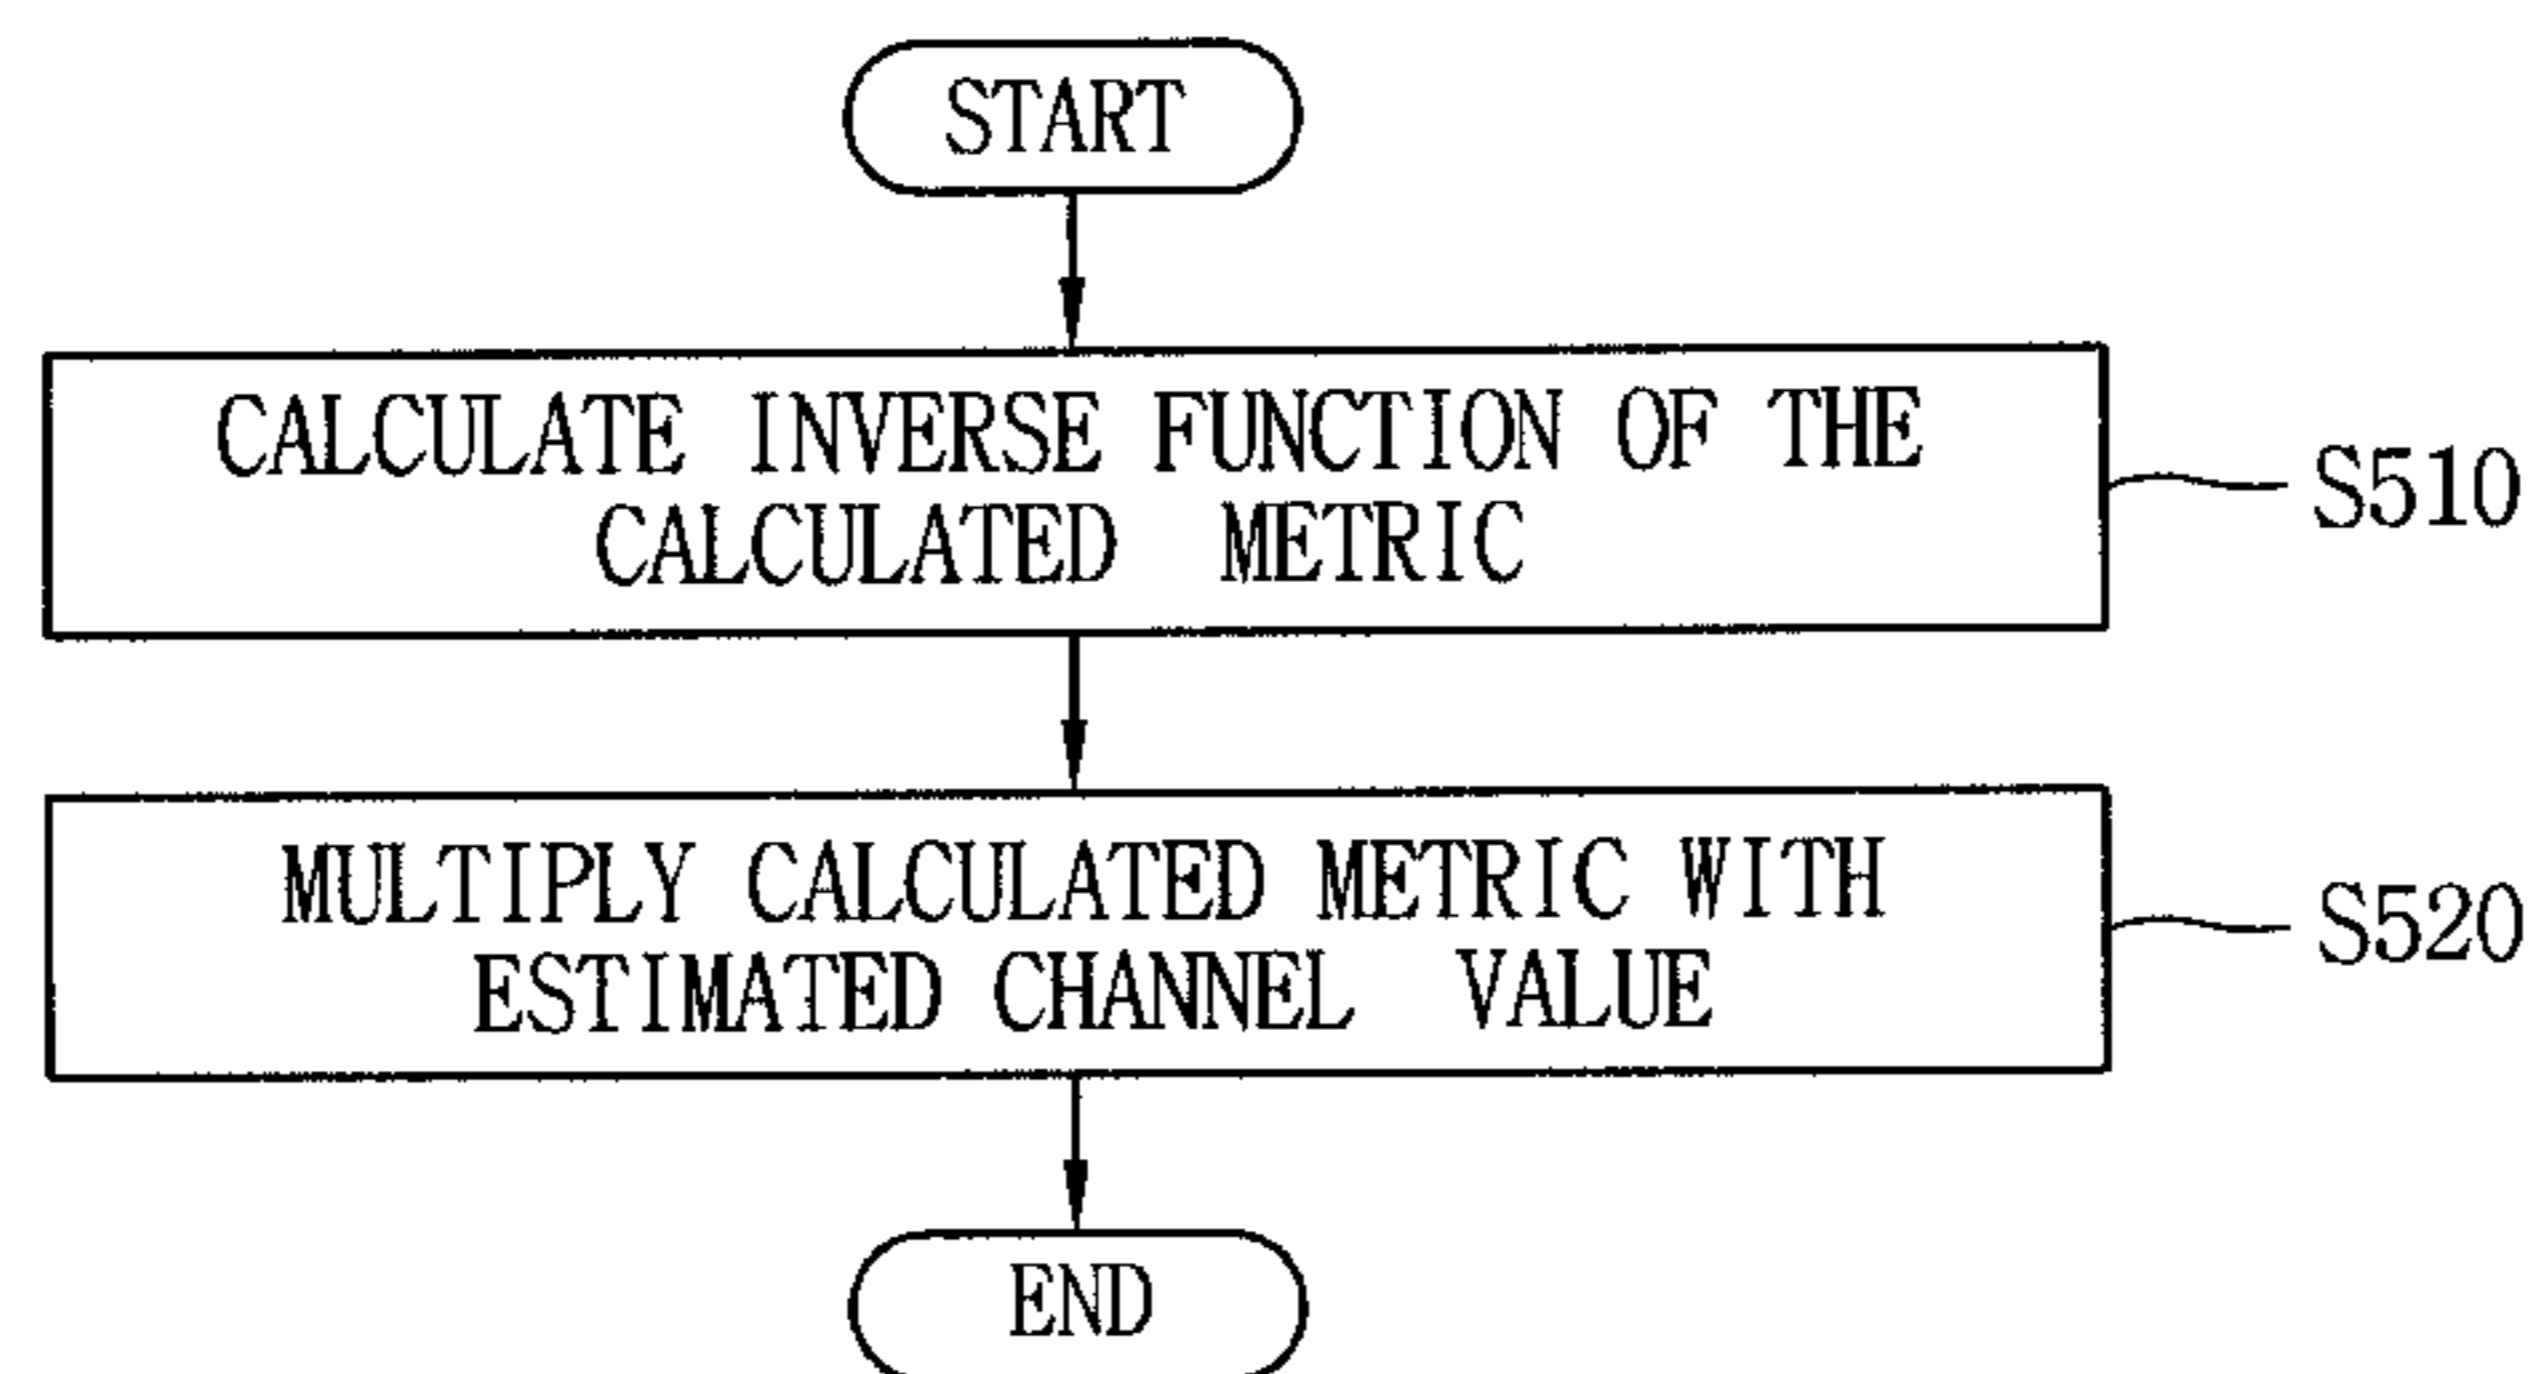 START
CALCULATE INVERSE FUNCTION OF THE
CALCULATED METRIC
S510
MULTIPLY CALCULATED METRIC WITH
ESTIMATED CHANNEL VALUE
S520
END